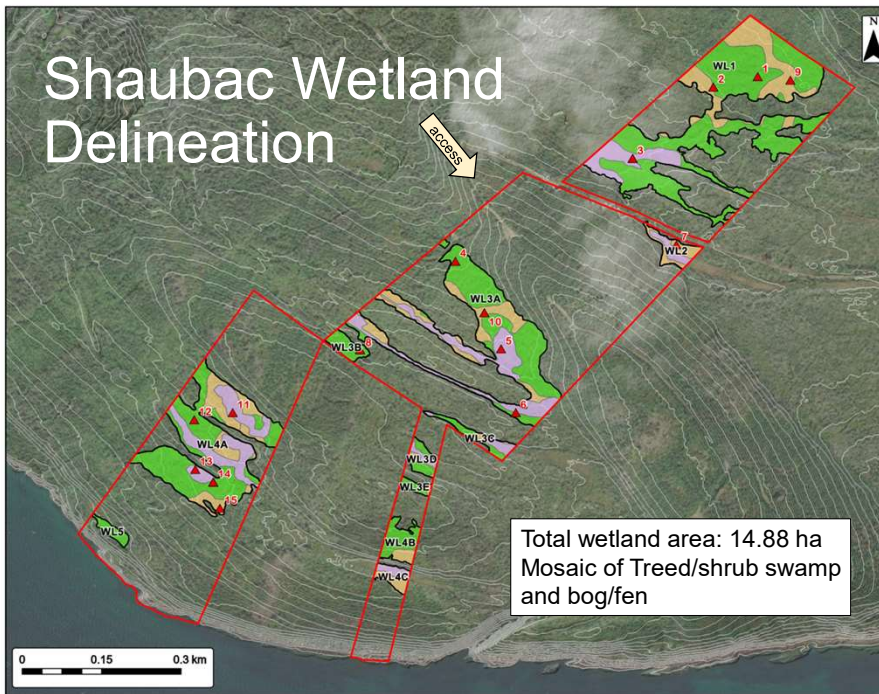 Shaubac Wetland
Delineation
access
N
WL1
1
2
9
3
7
WL2
4
WL3A
10
5
WL3B
8
6
WL3C
11
12
WL4A
13
14
15
WL3D
WL3E
WL5
WL4B
WL4C
Total wetland area: 14.88 ha
Mosaic of Treed/shrub swamp
and bog/fen
0 0.15 0.3 km